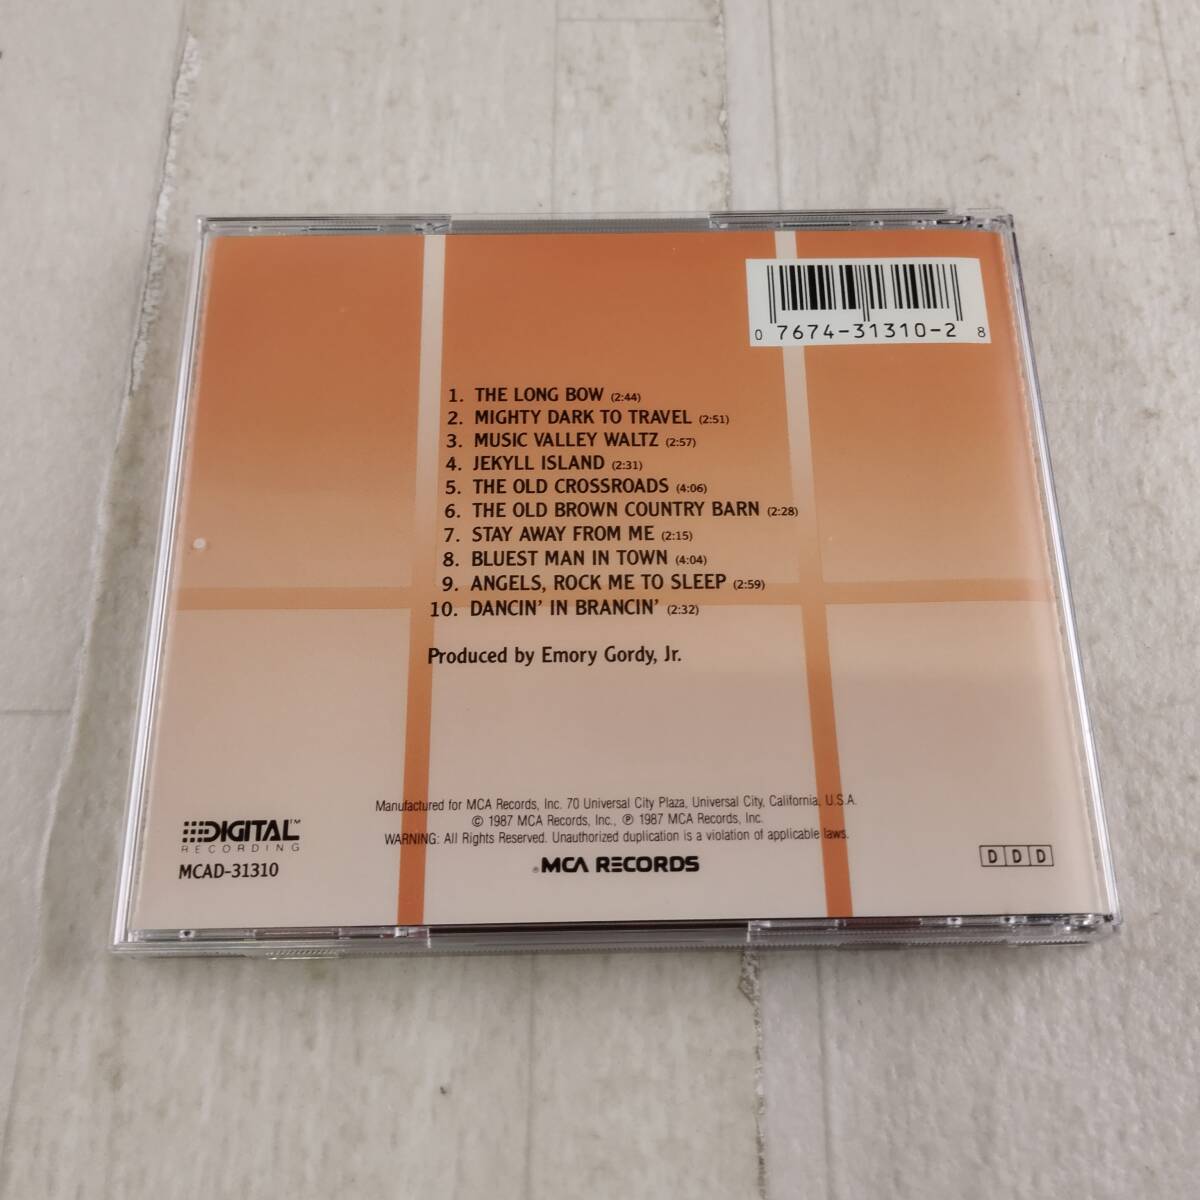 0 7674-31310-2 8
1. THE LONG BOW (2:44)
2. MIGHTY DARK TO TRAVEL (2:51)
3. MUSIC VALLEY WALTZ (2:57)
4. JEKYLL ISLAND (2:31)
5. THE OLD CROSSROADS (4:06)
6. THE OLD BROWN COUNTRY BARN (2:28)
7. STAY AWAY FROM ME (2:15)
8. BLUEST MAN IN TOWN (4:04)
9. ANGELS, ROCK ME TO SLEEP (2:59)
10. DANCIN' IN BRANCIN' (2:32)
Produced by Emory Gordy, Jr.
Manufactured for MCA Records, Inc. 70 Universal City Plaza, Universal City, California, U.S.A.
© 1987 MCA Records, Inc., ℗ 1987 MCA Records, Inc.
WARNING: All Rights Reserved. Unauthorized duplication is a violation of applicable laws.
DIGITAL™
RECORDING
MCAD-31310
®MCA RECORDS
D D D